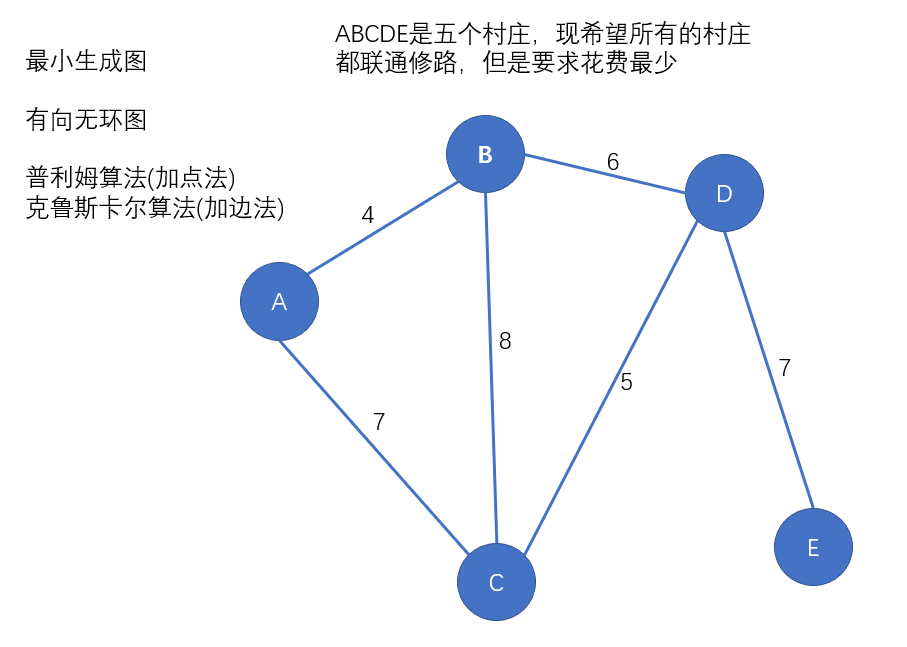 ABCDE是五个村庄，现希望所有的村庄
都联通修路，但是要求花费最少
最小生成图
有向无环图
普利姆算法(加点法)
克鲁斯卡尔算法(加边法)
B
6
D
4
A
8
5
7
7
E
C